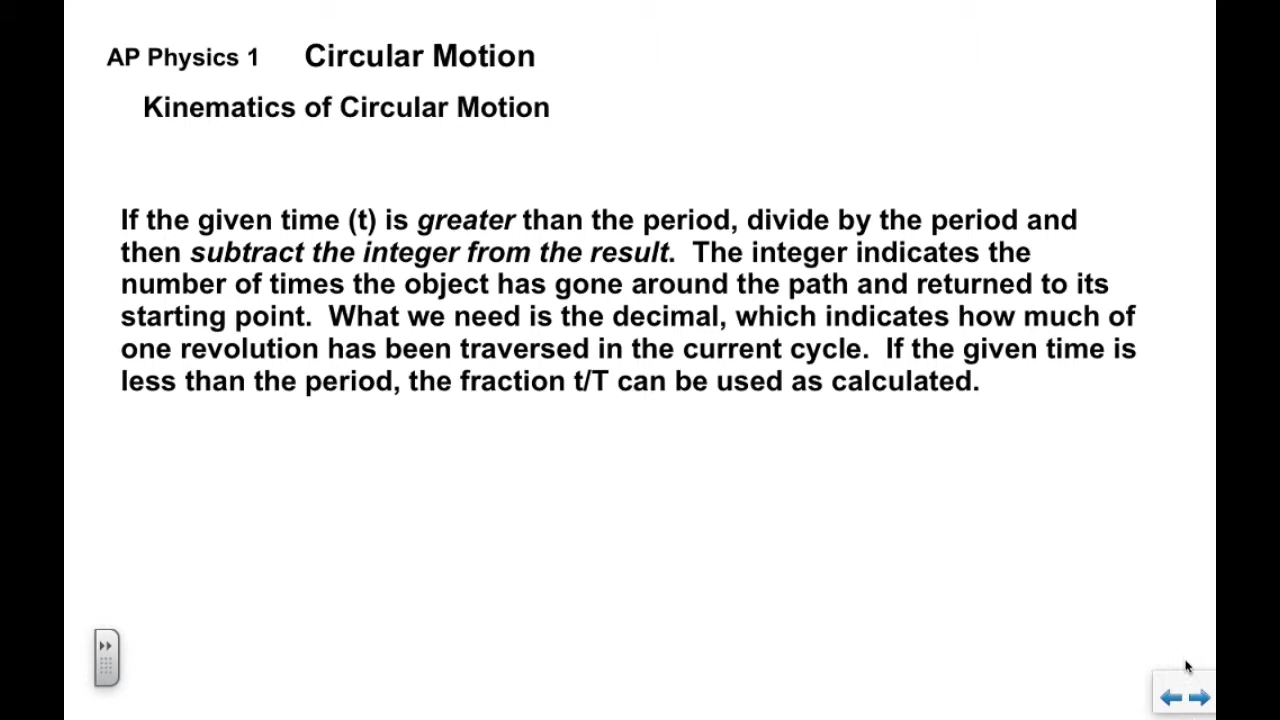 AP Physics 1 Circular Motion
Kinematics of Circular Motion
If the given time (t) is greater than the period, divide by the period and
then subtract the integer from the result. The integer indicates the
number of times the object has gone around the path and returned to its
starting point. What we need is the decimal, which indicates how much of
one revolution has been traversed in the current cycle. If the given time is
less than the period, the fraction t/T can be used as calculated.